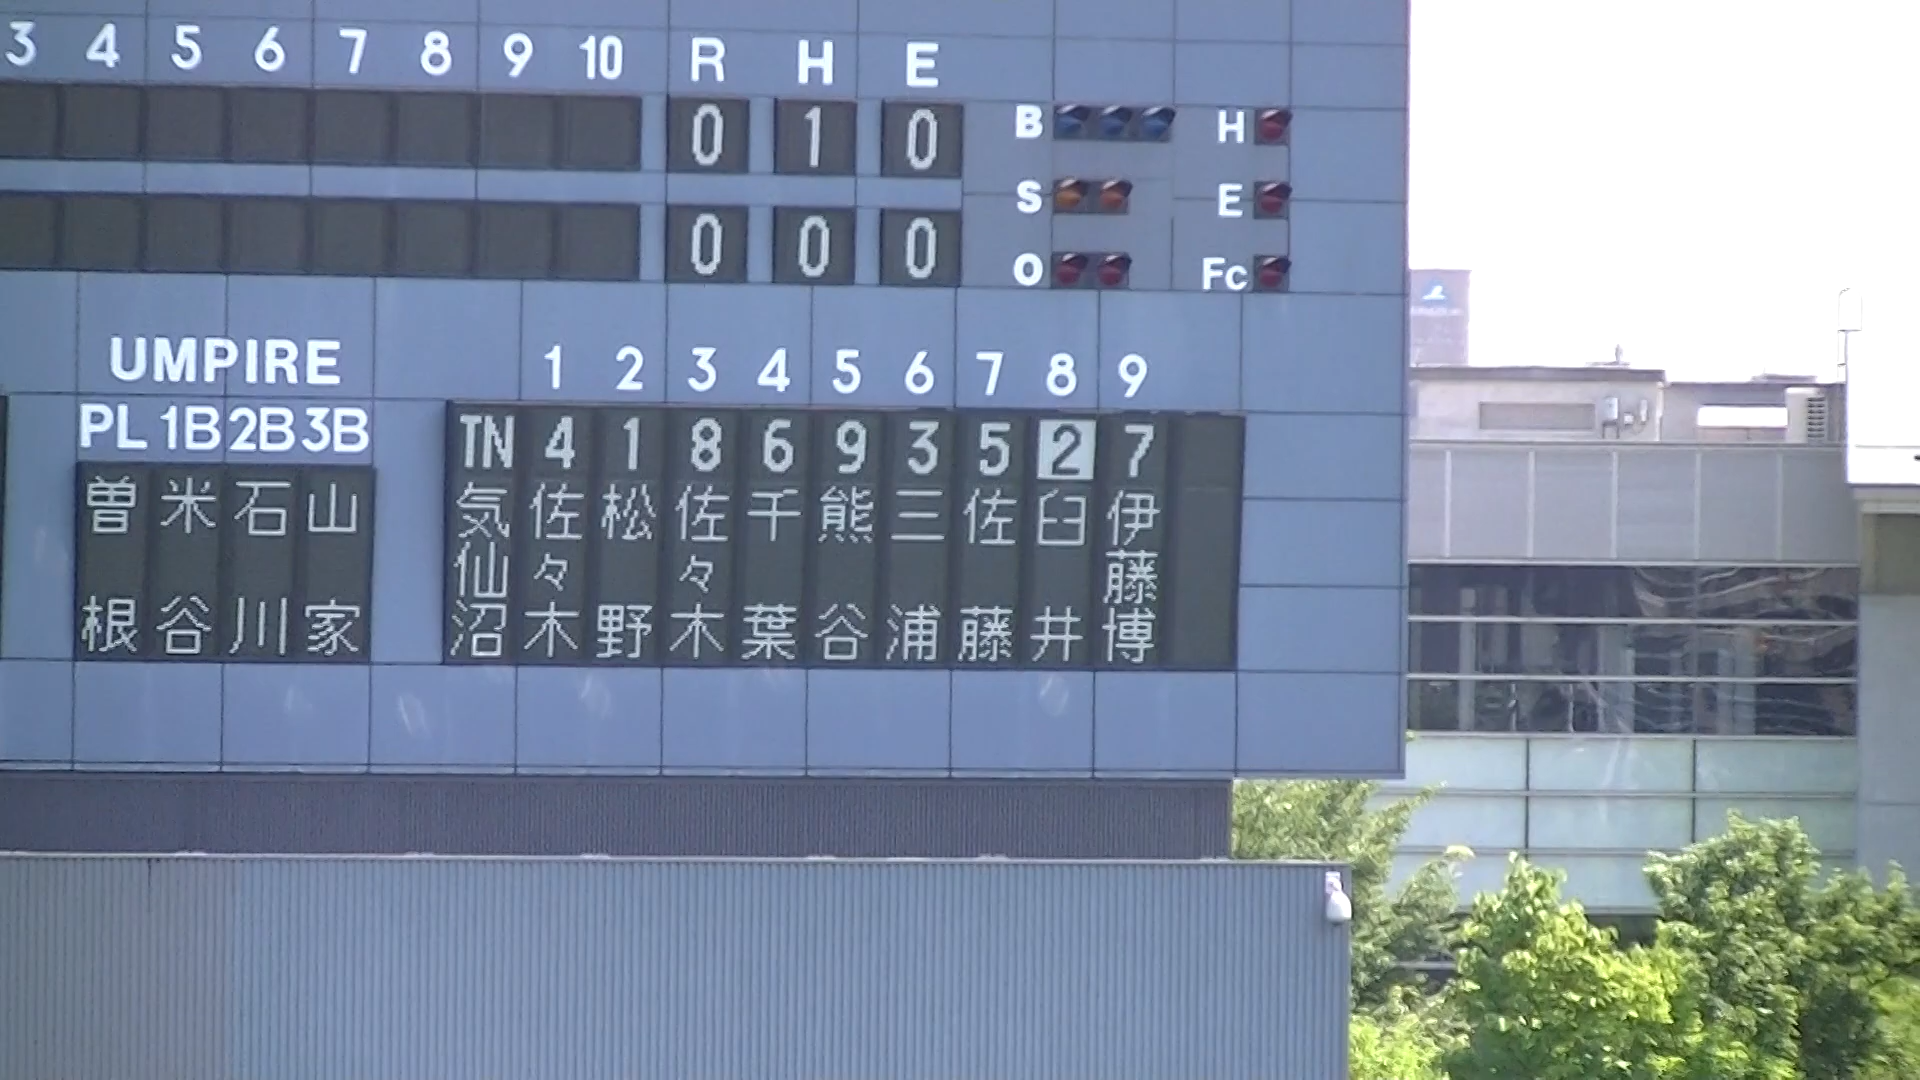 3 4 5 6 7 8 9 10 R H E
0 1 0
0 0 0
B H
S E
O Fc
UMPIRE
PL 1B 2B 3B
曽根
米谷
石川
山家
1 2 3 4 5 6 7 8 9
TN 4 1 8 6 9 3 5 2 7
気仙沼
佐々木
松野
佐々木
千葉
熊谷
三浦
佐藤
臼井
伊藤博